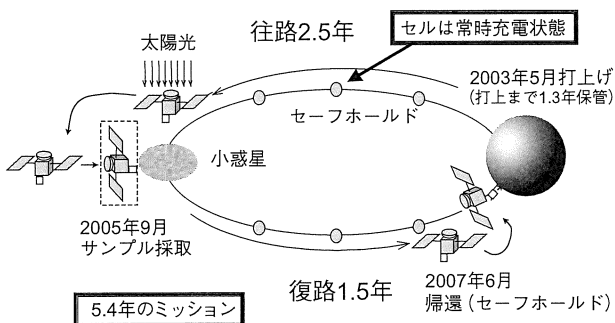 往路2.5年
セルは常時充電状態
太陽光
2003年5月打上げ
(打上まで1.3年保管)
セーフホールド
小惑星
2005年9月
サンプル採取
復路1.5年
2007年6月
帰還(セーフホールド)
5.4年のミッション